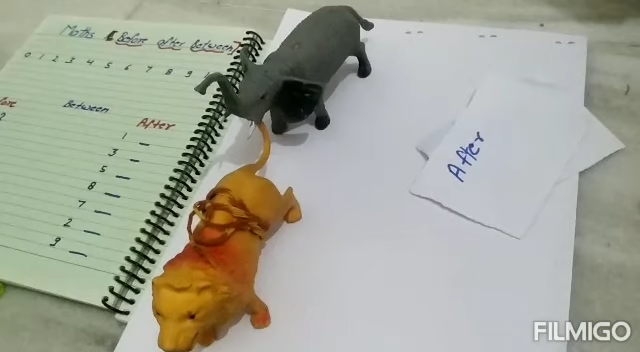 Maths [Before after between]
0 1 2 3 4 5 6 7 8 9
Between After
1 —
3 —
5 —
8 —
7 —
2 —
9 —
After
FILMIGO